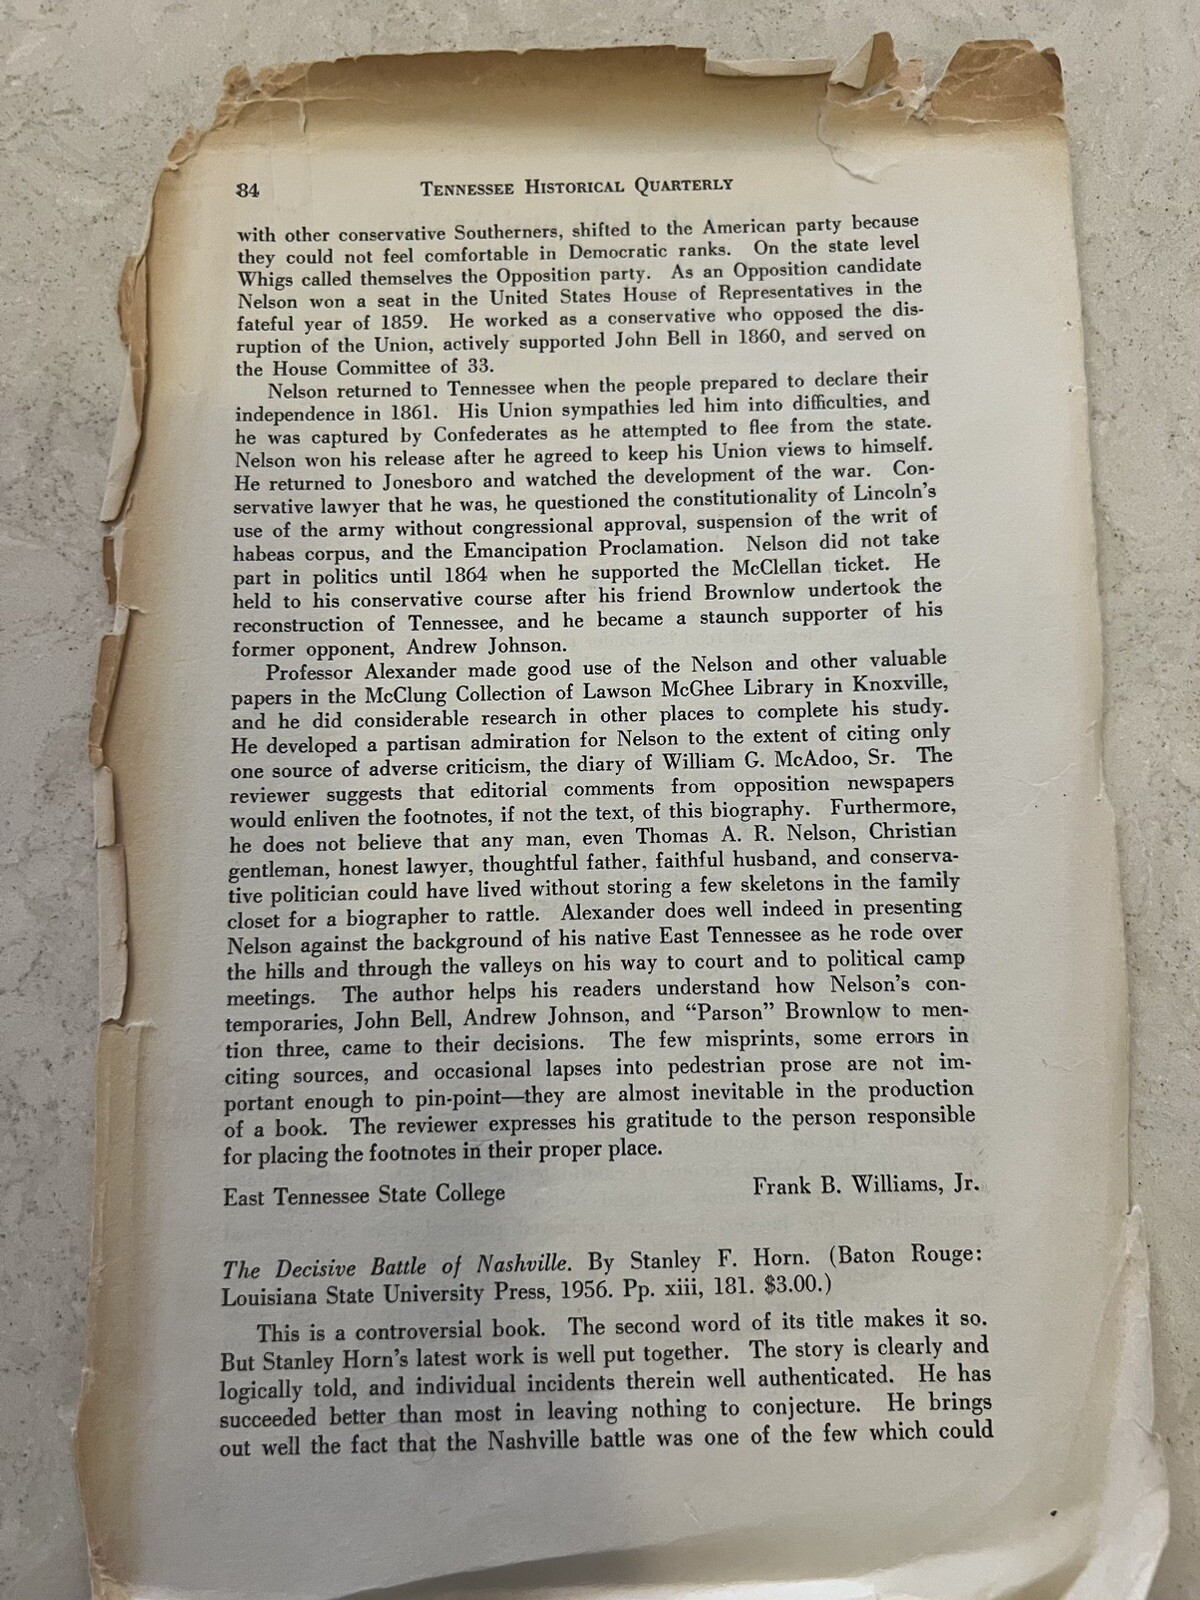 84
TENNESSEE HISTORICAL QUARTERLY
with other conservative Southerners, shifted to the American party because
they could not feel comfortable in Democratic ranks. On the state level
Whigs called themselves the Opposition party. As an Opposition candidate
Nelson won a seat in the United States House of Representatives in the
fateful year of 1859. He worked as a conservative who opposed the dis-
ruption of the Union, actively supported John Bell in 1860, and served on
the House Committee of 33.
Nelson returned to Tennessee when the people prepared to declare their
independence in 1861. His Union sympathies led him into difficulties, and
he was captured by Confederates as he attempted to flee from the state.
Nelson won his release after he agreed to keep his Union views to himself.
He returned to Jonesboro and watched the development of the war. Con-
servative lawyer that he was, he questioned the constitutionality of Lincoln's
use of the army without congressional approval, suspension of the writ of
habeas corpus, and the Emancipation Proclamation. Nelson did not take
part in politics until 1864 when he supported the McClellan ticket. He
held to his conservative course after his friend Brownlow undertook the
reconstruction of Tennessee, and he became a staunch supporter of his
former opponent, Andrew Johnson.
Professor Alexander made good use of the Nelson and other valuable
papers in the McClung Collection of Lawson McGhee Library in Knoxville,
and he did considerable research in other places to complete his study.
He developed a partisan admiration for Nelson to the extent of citing only
one source of adverse criticism, the diary of William G. McAdoo, Sr. The
reviewer suggests that editorial comments from opposition newspapers
would enliven the footnotes, if not the text, of this biography. Furthermore,
he does not believe that any man, even Thomas A. R. Nelson, Christian
gentleman, honest lawyer, thoughtful father, faithful husband, and conserva-
tive politician could have lived without storing a few skeletons in the family
closet for a biographer to rattle. Alexander does well indeed in presenting
Nelson against the background of his native East Tennessee as he rode over
the hills and through the valleys on his way to court and to political camp
meetings. The author helps his readers understand how Nelson's con-
temporaries, John Bell, Andrew Johnson, and “Parson” Brownlow to men-
tion three, came to their decisions. The few misprints, some errors in
citing sources, and occasional lapses into pedestrian prose are not im-
portant enough to pin-point—they are almost inevitable in the production
of a book. The reviewer expresses his gratitude to the person responsible
for placing the footnotes in their proper place.
East Tennessee State College Frank B. Williams, Jr.
The Decisive Battle of Nashville. By Stanley F. Horn. (Baton Rouge:
Louisiana State University Press, 1956. Pp. xiii, 181. $3.00.)
This is a controversial book. The second word of its title makes it so.
But Stanley Horn's latest work is well put together. The story is clearly and
logically told, and individual incidents therein well authenticated. He has
succeeded better than most in leaving nothing to conjecture. He brings
out well the fact that the Nashville battle was one of the few which could